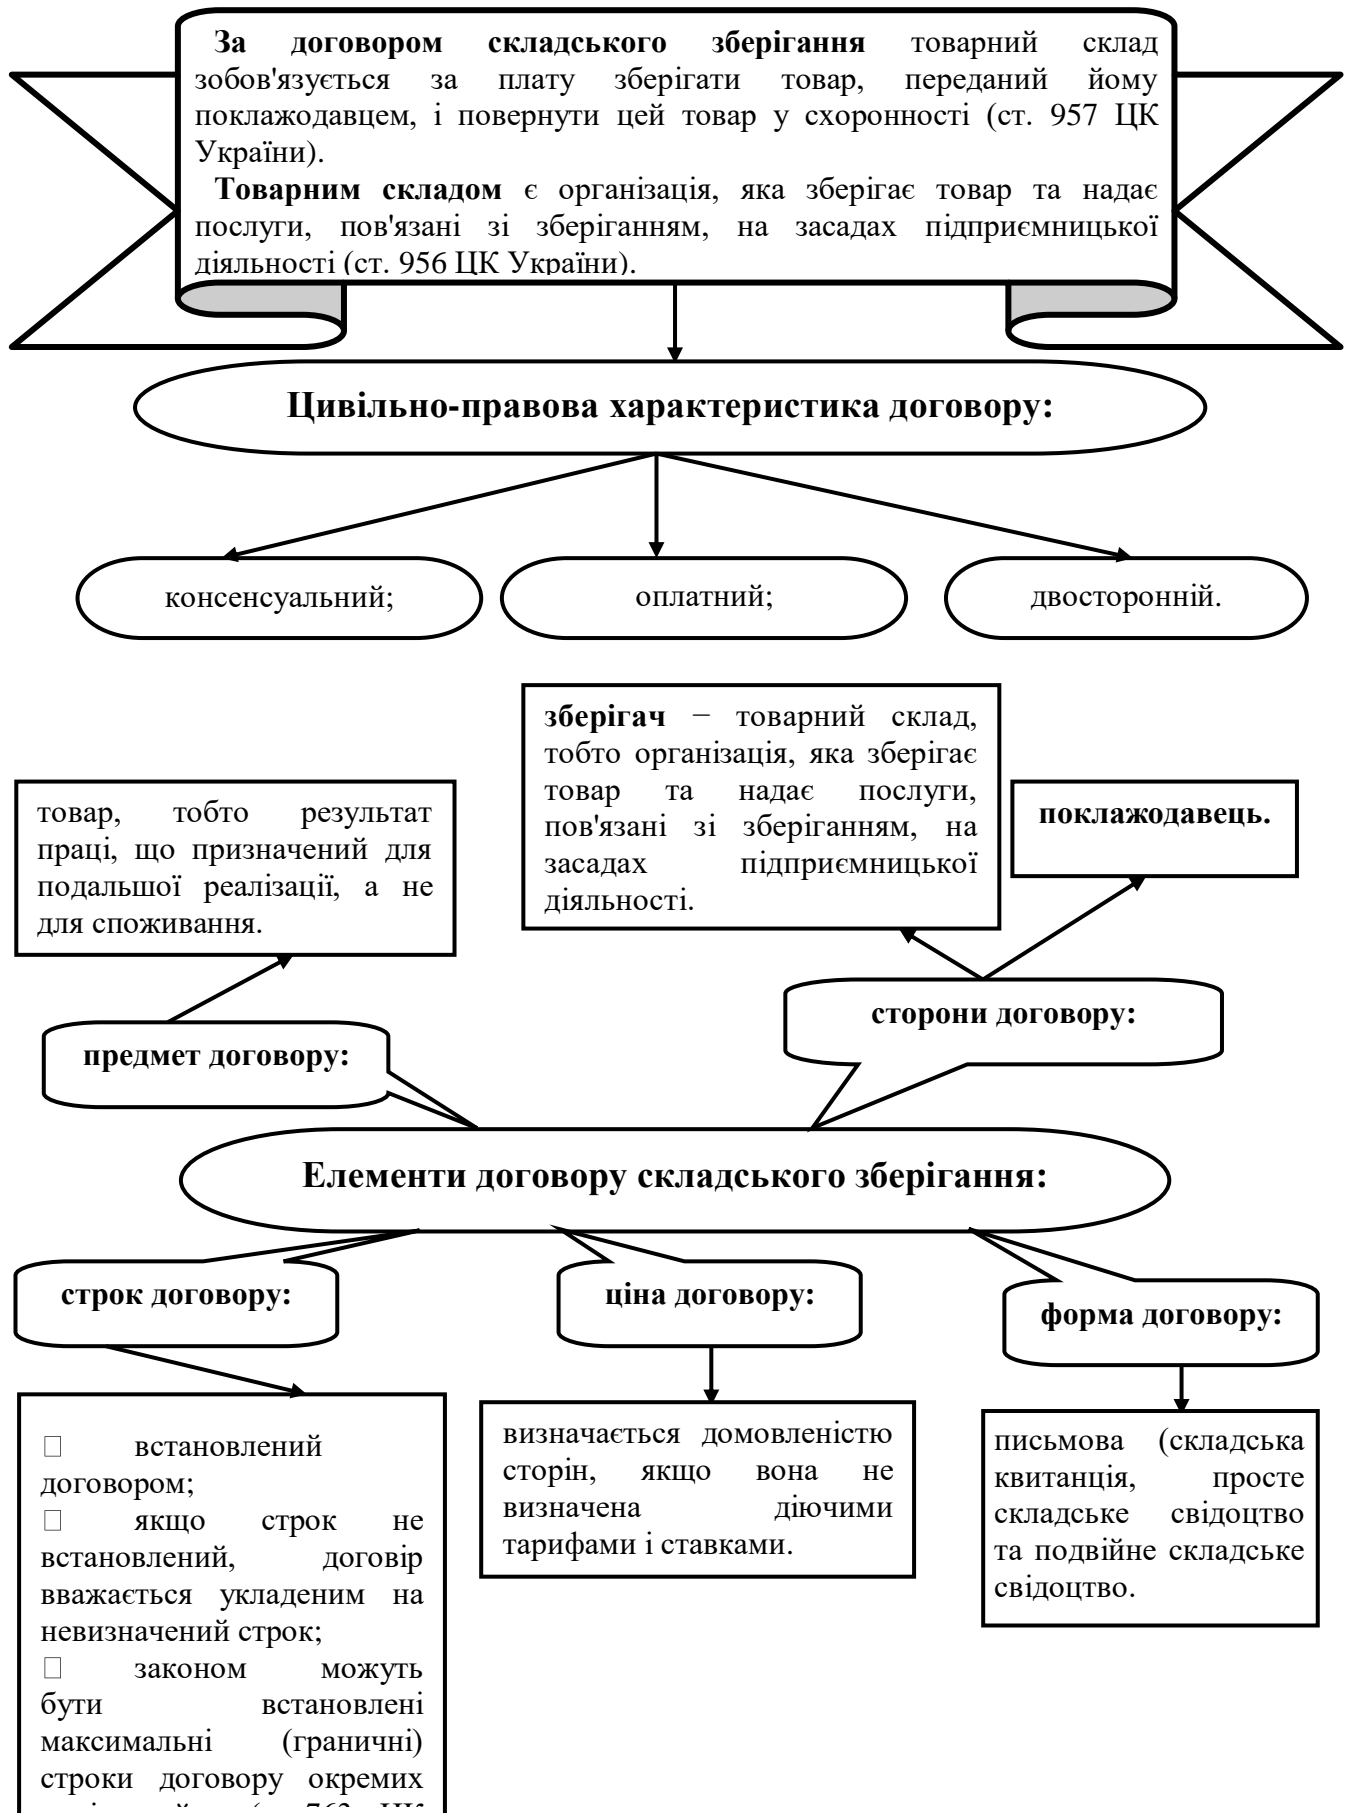 За договором складського зберігання товарний склад
зобов'язується за плату зберігати товар, переданий йому
поклажодавцем, і повернути цей товар у схоронності (ст. 957 ЦК
України).
Товарним складом є організація, яка зберігає товар та надає
послуги, пов'язані зі зберіганням, на засадах підприємницької
діяльності (ст. 956 ЦК України).
Цивільно-правова характеристика договору:
консенсуальний;
оплатний;
двосторонній.
зберігач − товарний склад,
тобто організація, яка зберігає
товар та надає послуги,
пов'язані зі зберіганням, на
засадах підприємницької
діяльності.
товар, тобто результат
праці, що призначений для
подальшої реалізації, а не
для споживання.
поклажодавець.
сторони договору:
предмет договору:
Елементи договору складського зберігання:
строк договору:
ціна договору:
форма договору:
встановлений
договором;
якщо строк не
встановлений, договір
вважається укладеним на
невизначений строк;
законом можуть
бути встановлені
максимальні (граничні)
строки договору окремих
визначається домовленістю
сторін, якщо вона не
визначена діючими
тарифами і ставками.
письмова (складська
квитанція, просте
складське свідоцтво
та подвійне складське
свідоцтво.